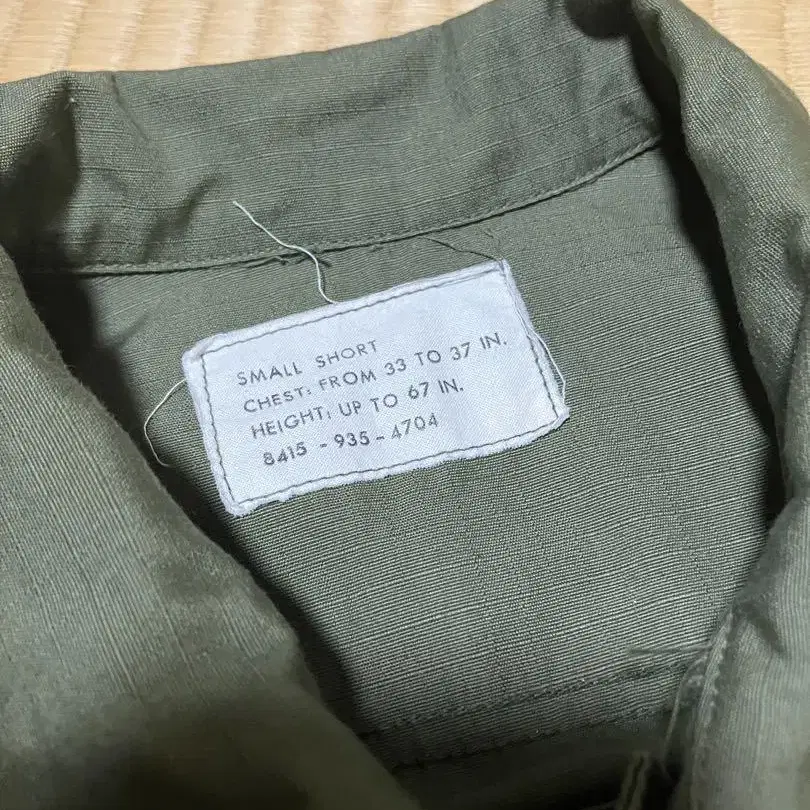 SMALL SHORT
CHEST: FROM 33 TO 37 IN.
HEIGHT: UP TO 67 IN.
8415 - 935 - 4704